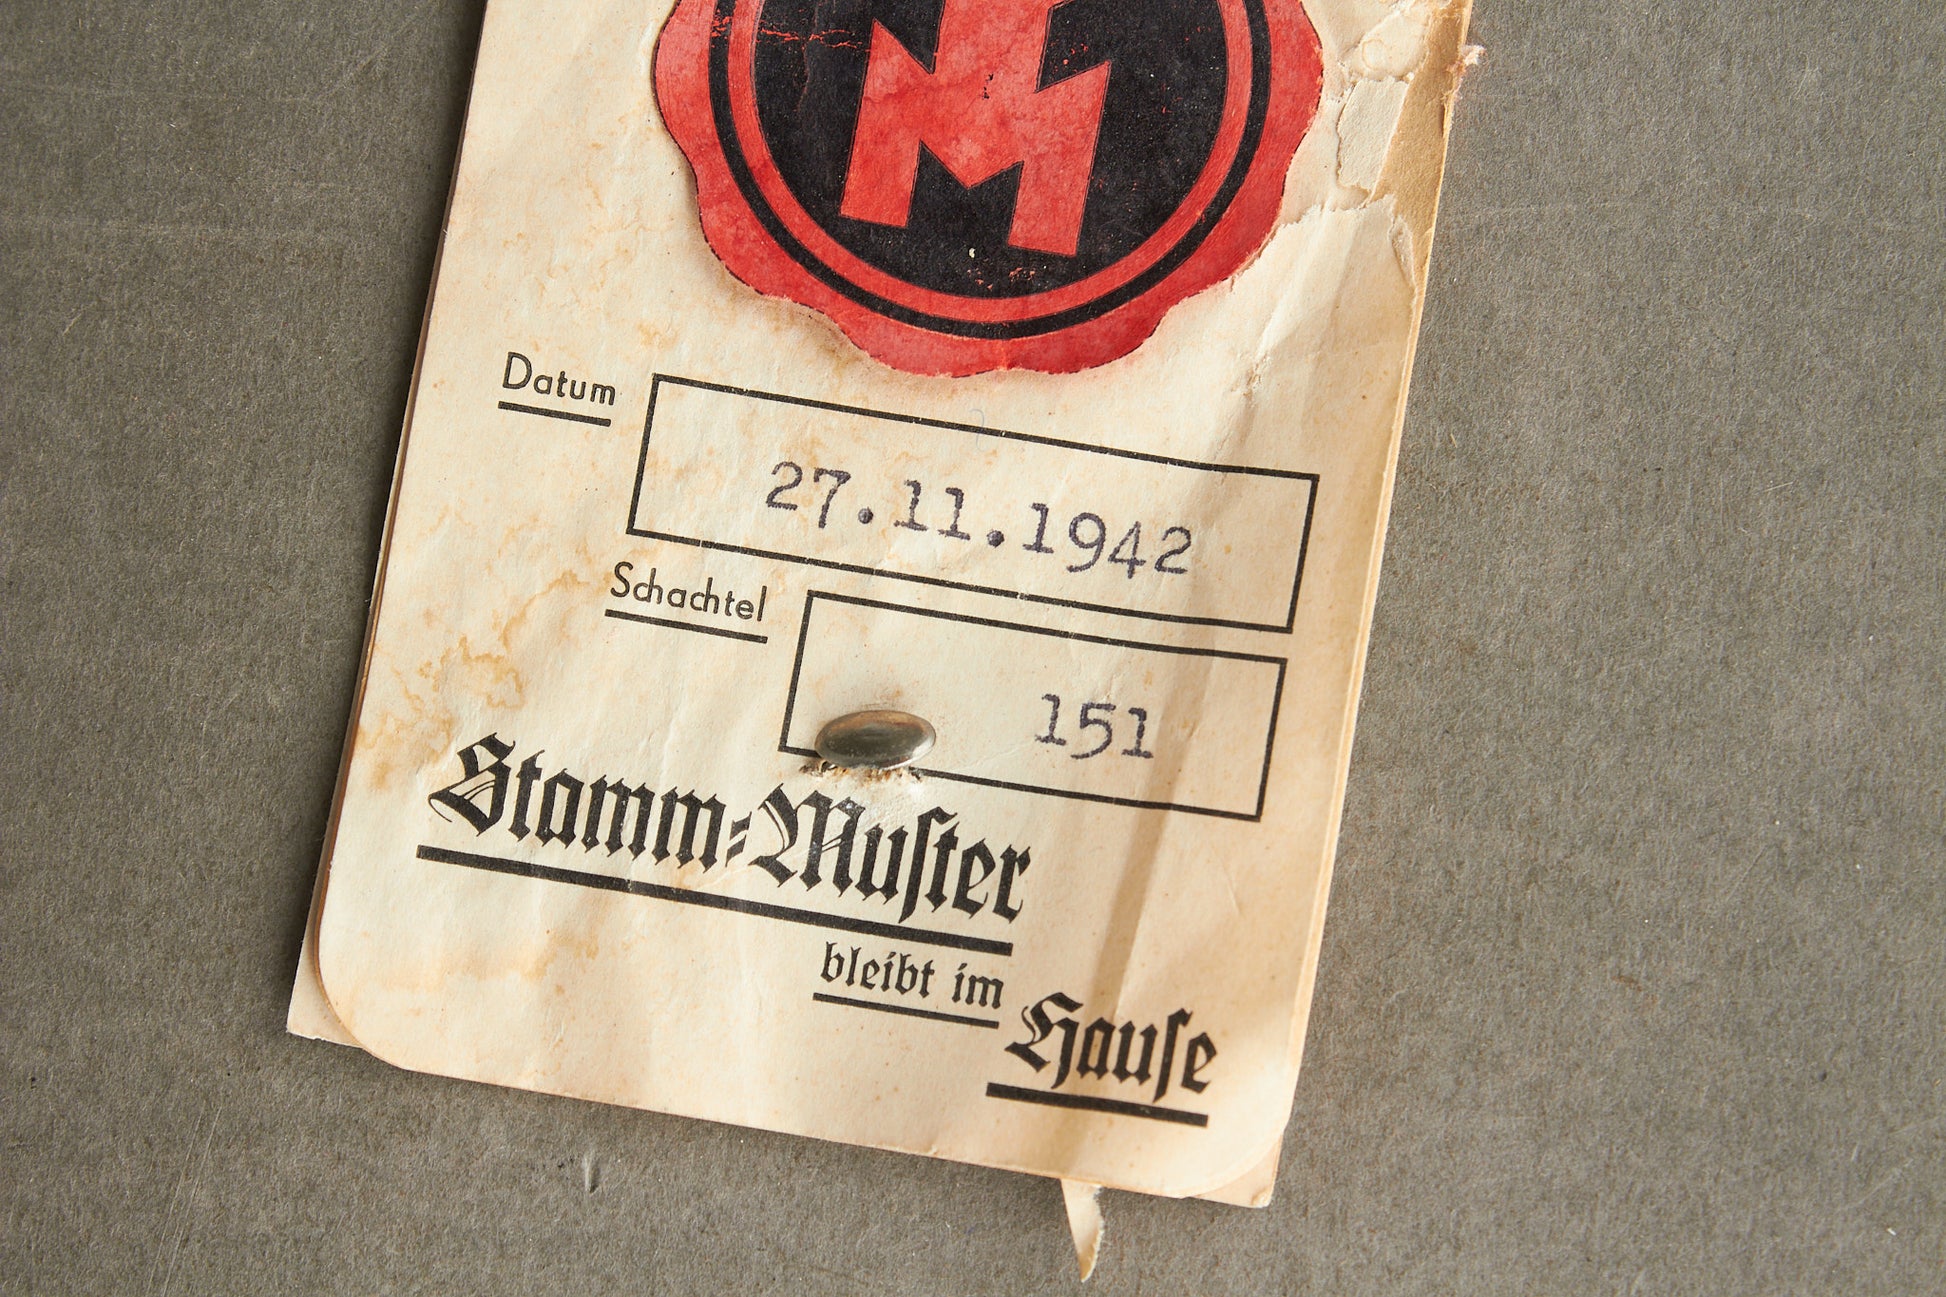 M
Datum
27.11.1942
Schachtel
151
Stamm-Muſter
bleibt im
Hauſe